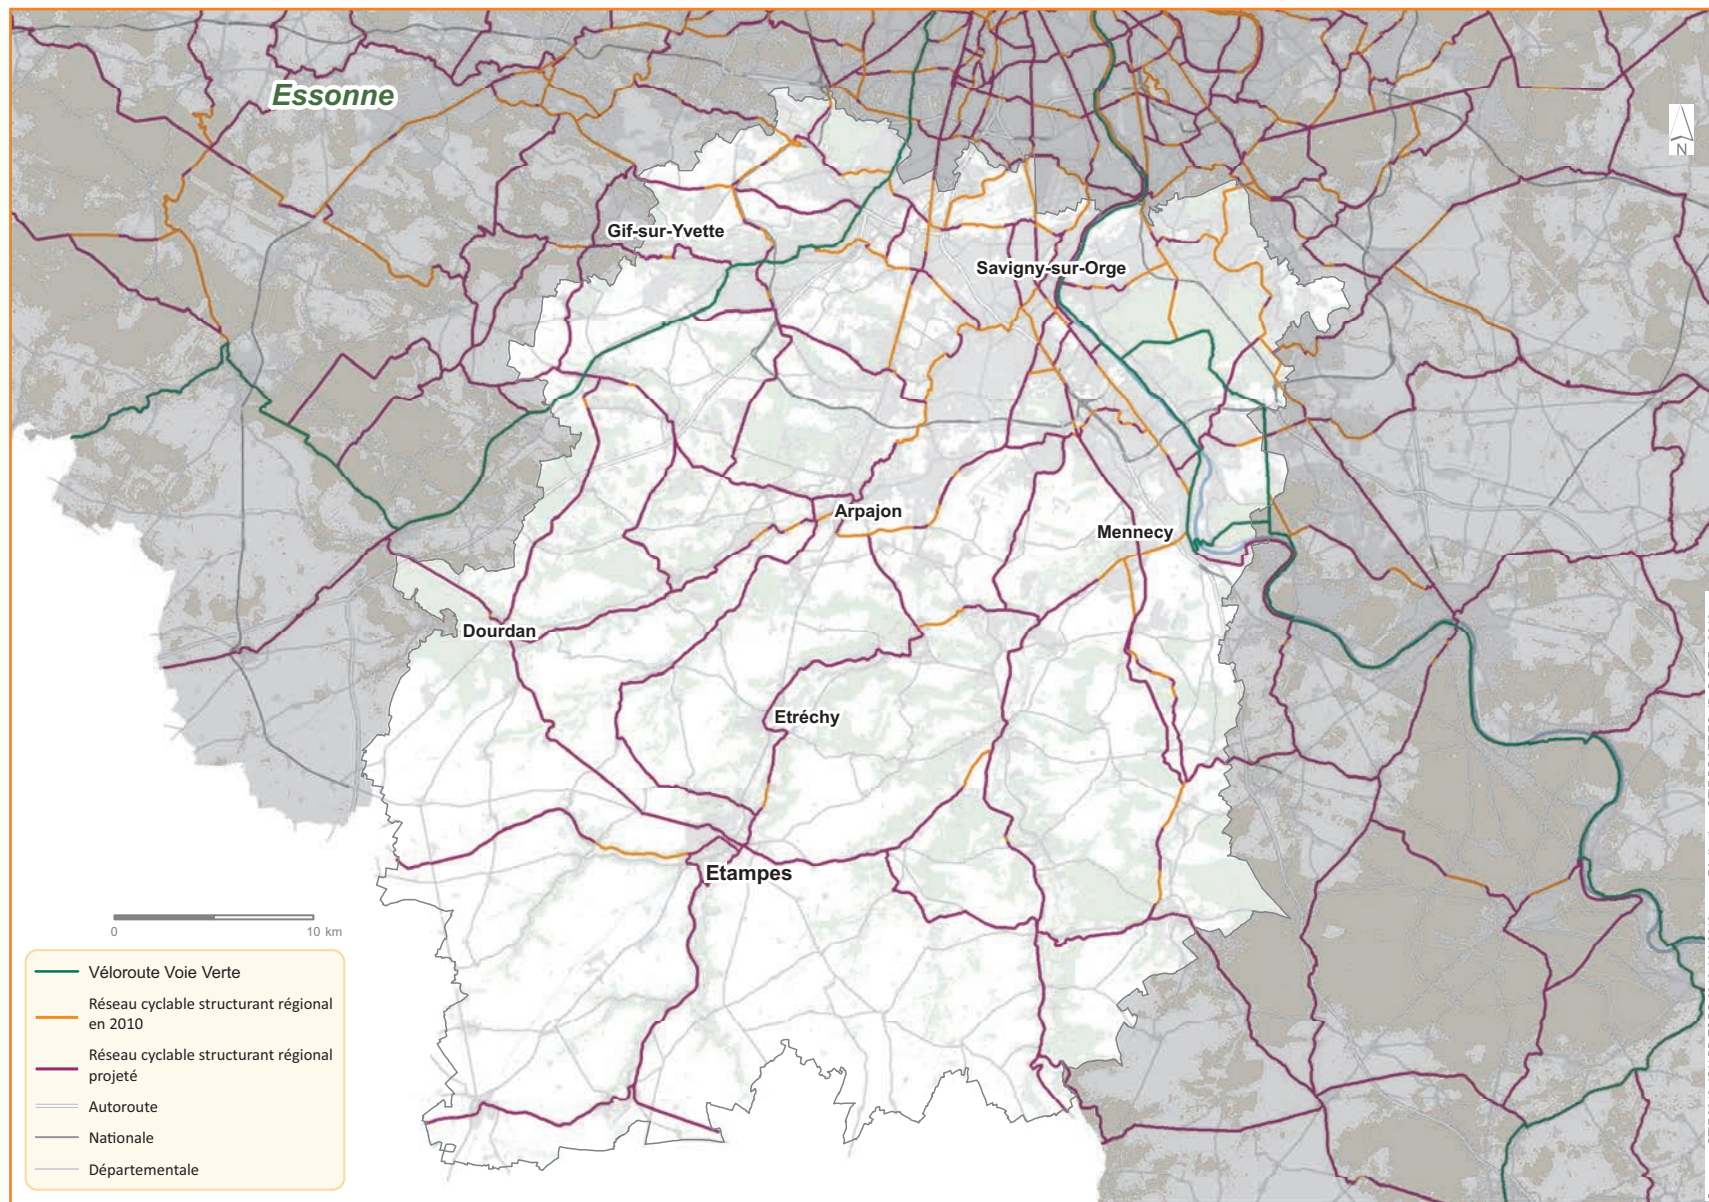 Essonne
N
Gif-sur-Yvette
Savigny-sur-Orge
Arpajon
Mennecy
Dourdan
Etréchy
Etampes
0 10 km
Véloroute Voie Verte
Réseau cyclable structurant régional
en 2010
Réseau cyclable structurant régional
projeté
Autoroute
Nationale
Départementale